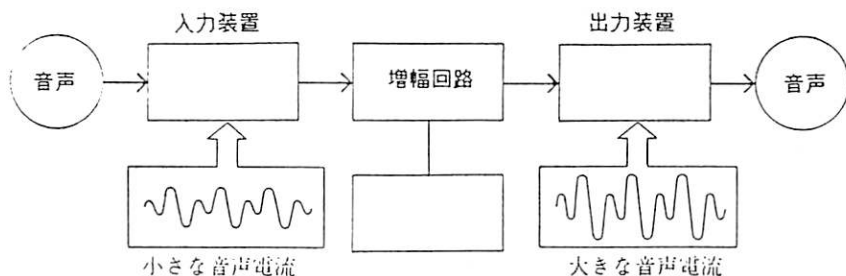 入力装置
出力装置
音声
増幅回路
音声
小さな音声電流
大きな音声電流